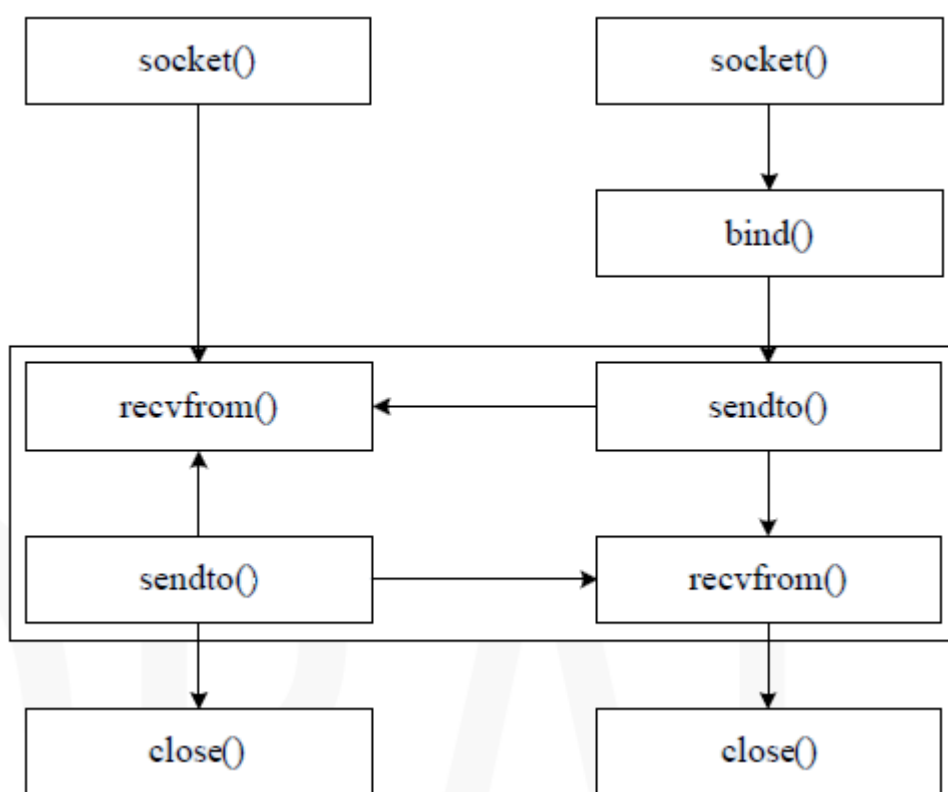 socket()
socket()
bind()
recvfrom()
sendto()
sendto()
recvfrom()
close()
close()